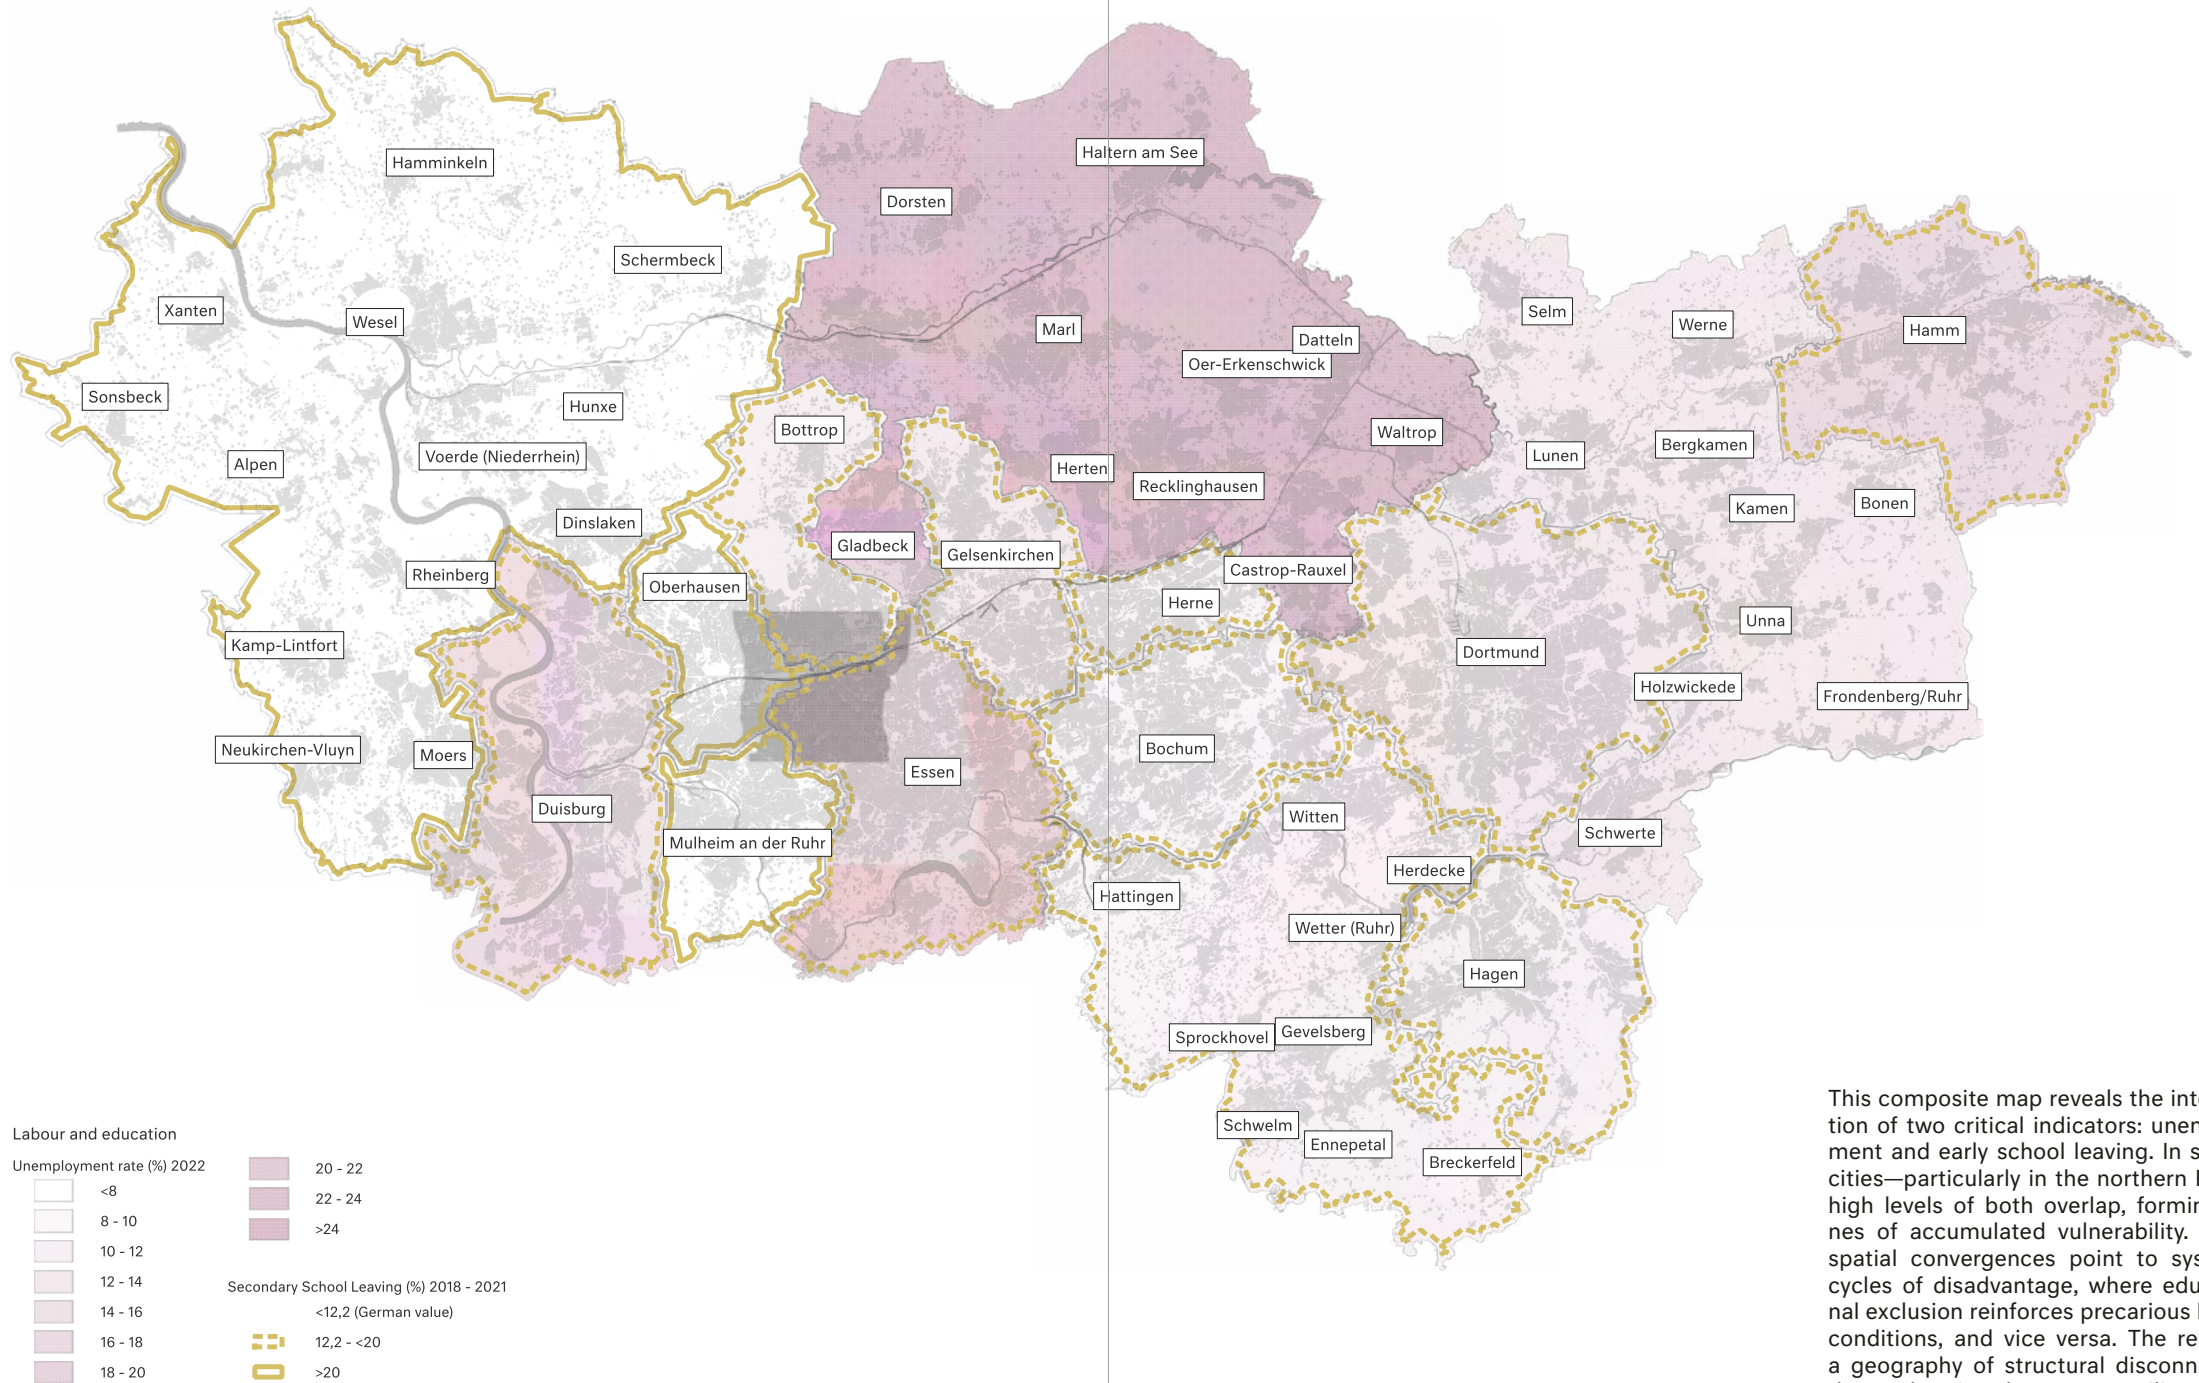 Hamminkeln
Haltern am See
Dorsten
Schermbeck
Xanten
Wesel
Selm
Werne
Hamm
Marl
Datteln
Oer-Erkenschwick
Sonsbeck
Hunxe
Bottrop
Waltrop
Alpen
Voerde (Niederrhein)
Lunen
Bergkamen
Herten
Recklinghausen
Kamen
Bonen
Dinslaken
Gladbeck
Gelsenkirchen
Rheinberg
Oberhausen
Castrop-Rauxel
Herne
Unna
Kamp-Lintfort
Dortmund
Holzwickede
Frondenberg/Ruhr
Neukirchen-Vluyn
Moers
Bochum
Essen
Duisburg
Witten
Mulheim an der Ruhr
Schwerte
Herdecke
Hattingen
Wetter (Ruhr)
Hagen
Sprockhovel
Gevelsberg
Schwelm
Ennepetal
Breckerfeld
Labour and education
Unemployment rate (%) 2022
<8
8 - 10
10 - 12
12 - 14
14 - 16
16 - 18
18 - 20
20 - 22
22 - 24
>24
Secondary School Leaving (%) 2018 - 2021
<12,2 (German value)
12,2 - <20
>20
This composite map reveals the inte
tion of two critical indicators: unem
ment and early school leaving. In s
cities—particularly in the northern
high levels of both overlap, formin
nes of accumulated vulnerability.
spatial convergences point to sys
cycles of disadvantage, where edu
nal exclusion reinforces precarious
conditions, and vice versa. The re
a geography of structural disconn